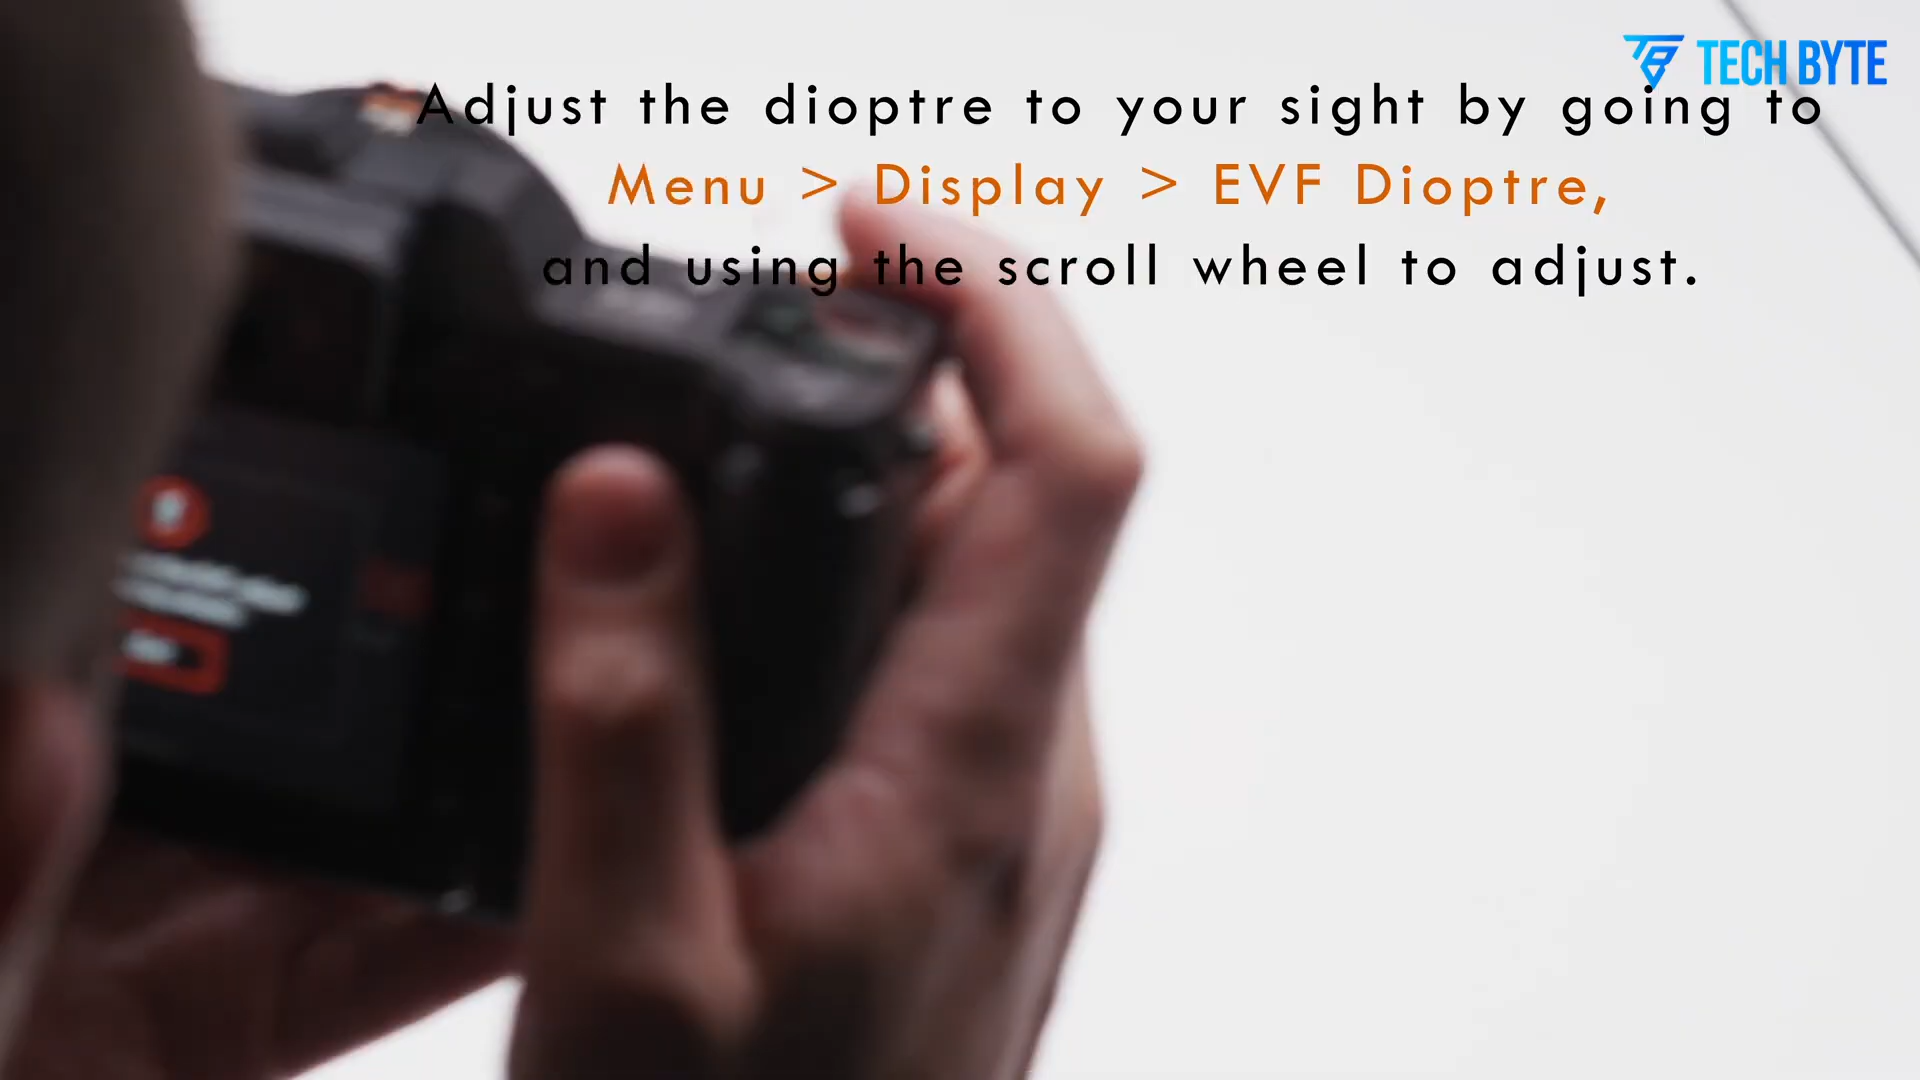 TECH BYTE
Adjust the dioptre to your sight by going to
Menu > Display > EVF Dioptre,
and using the scroll wheel to adjust.